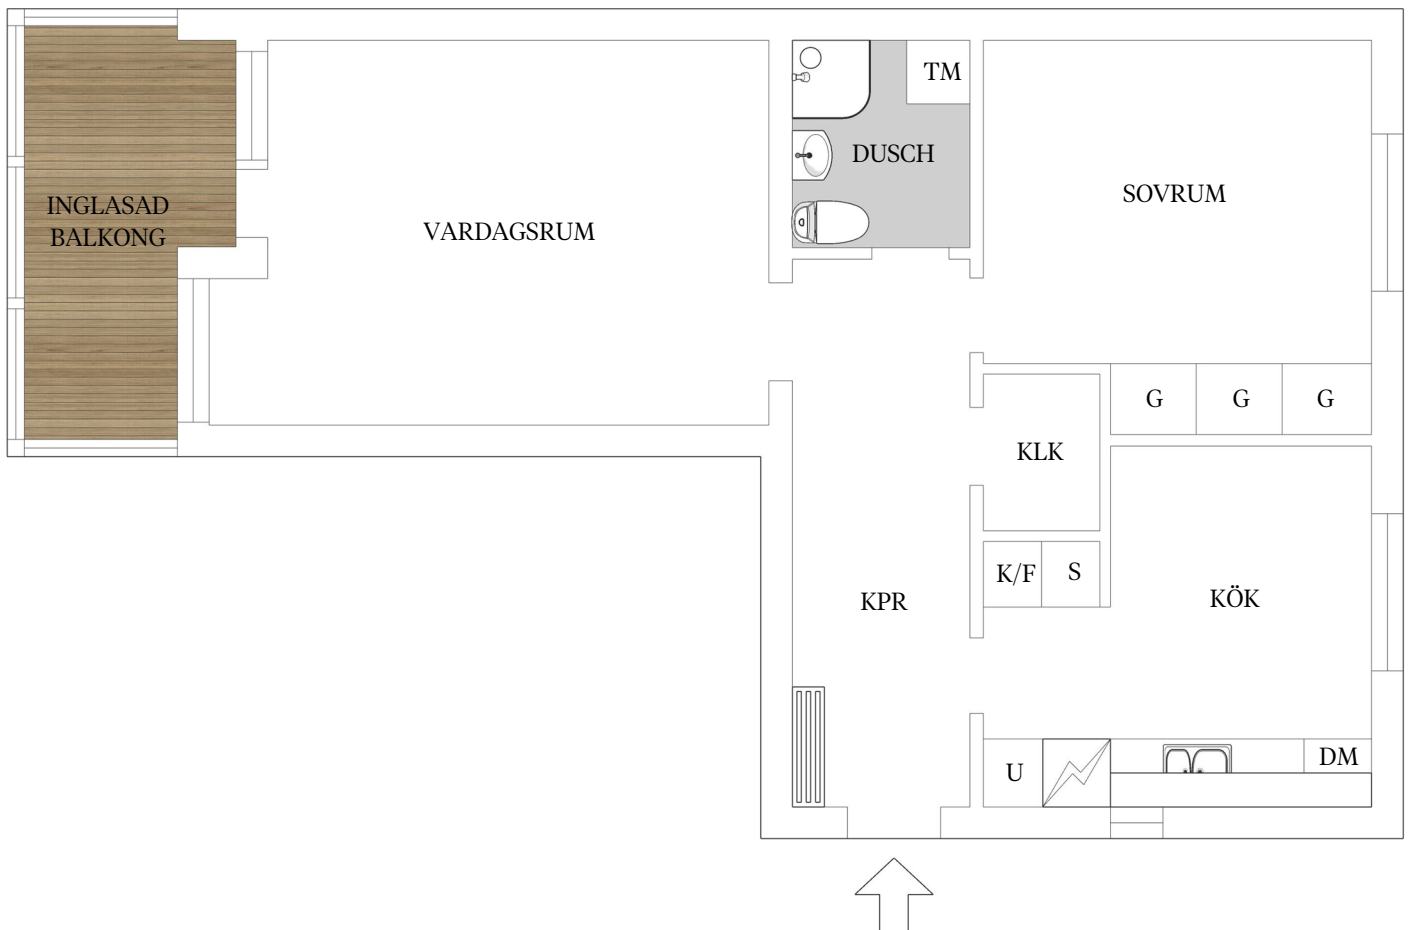 TM
DUSCH
SOVRUM
INGLASAD
BALKONG
VARDAGSRUM
G G G
KLK
K/F S
KPR
KÖK
U
DM